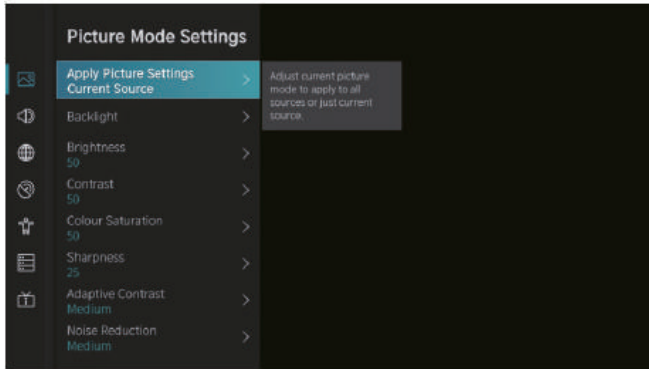 Picture Mode Settings
Apply Picture Settings
Current Source
Adjust current picture
mode to apply to all
sources or just current
source.
Backlight
Brightness
50
Contrast
50
Colour Saturation
50
Sharpness
25
Adaptive Contrast
Medium
Noise Reduction
Medium